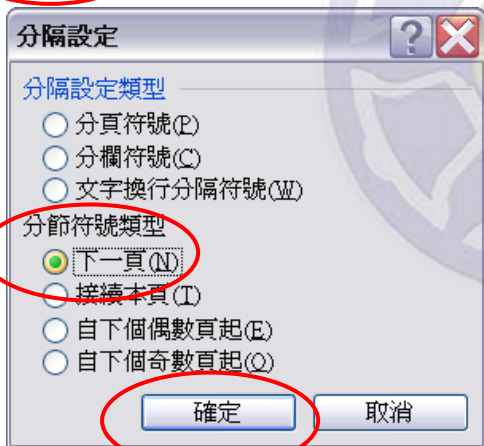 分隔設定
分隔設定類型
分頁符號(P)
分欄符號(C)
文字換行分隔符號(W)
分節符號類型
下一頁(N)
接續本頁(T)
自下個偶數頁起(E)
自下個奇數頁起(O)
確定 取消